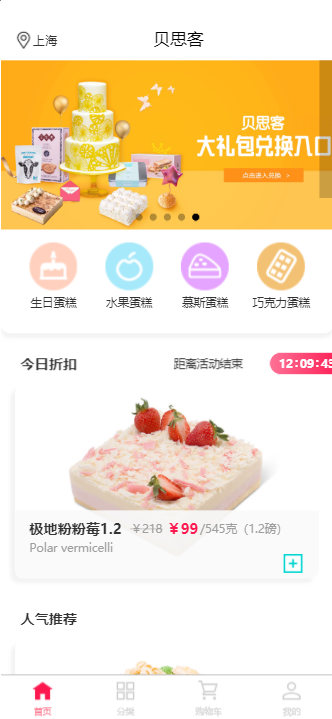 上海
贝思客
贝思客
大礼包兑换入口
点击进入兑换 >
生日蛋糕
水果蛋糕
慕斯蛋糕
巧克力蛋糕
今日折扣
距离活动结束
12:09:43
极地粉粉莓1.2 ￥218 ￥99/545克（1.2磅）
Polar vermicelli
人气推荐
首页
分类
购物车
我的